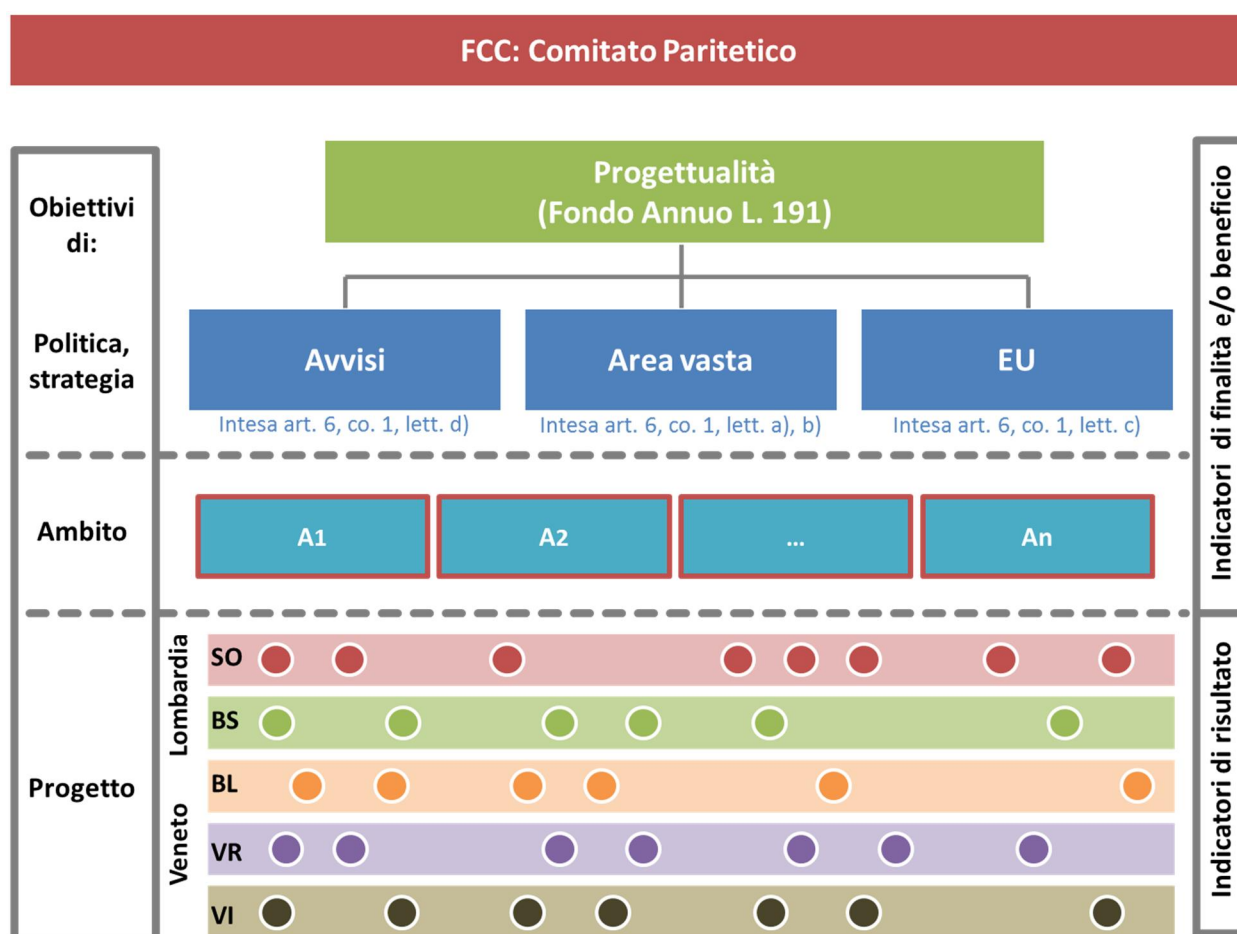 FCC: Comitato Paritetico
Progettualità
(Fondo Annuo L. 191)
Obiettivi
di:
Politica,
strategia
Avvisi
Area vasta
EU
Intesa art. 6, co. 1, lett. d)
Intesa art. 6, co. 1, lett. a), b)
Intesa art. 6, co. 1, lett. c)
Indicatori di finalità e/o beneficio
Ambito
A1
A2
...
An
Progetto
Lombardia
SO
BS
Veneto
BL
VR
VI
Indicatori di risultato